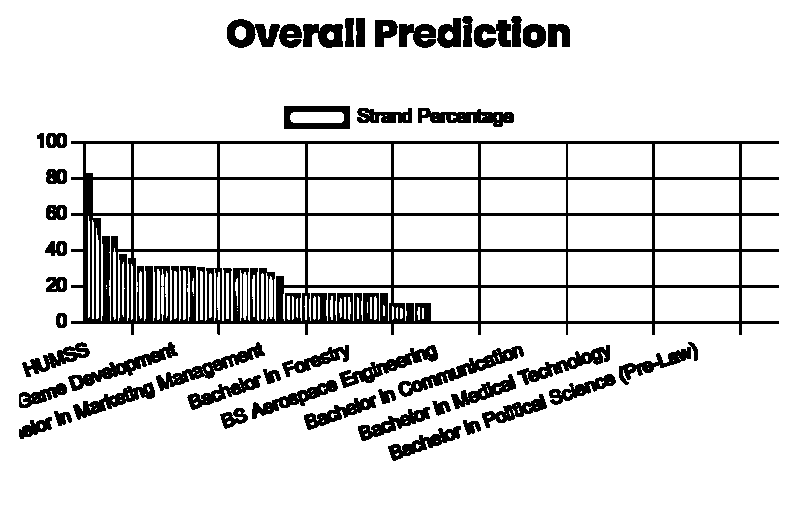 Overall Prediction
Strand Percentage
100
80
60
40
20
0
HUMSS
Game Development
elor in Marketing Management
Bachelor in Forestry
BS Aerospace Engineering
Bachelor in Communication
Bachelor in Medical Technology
Bachelor in Political Science (Pre-Law)